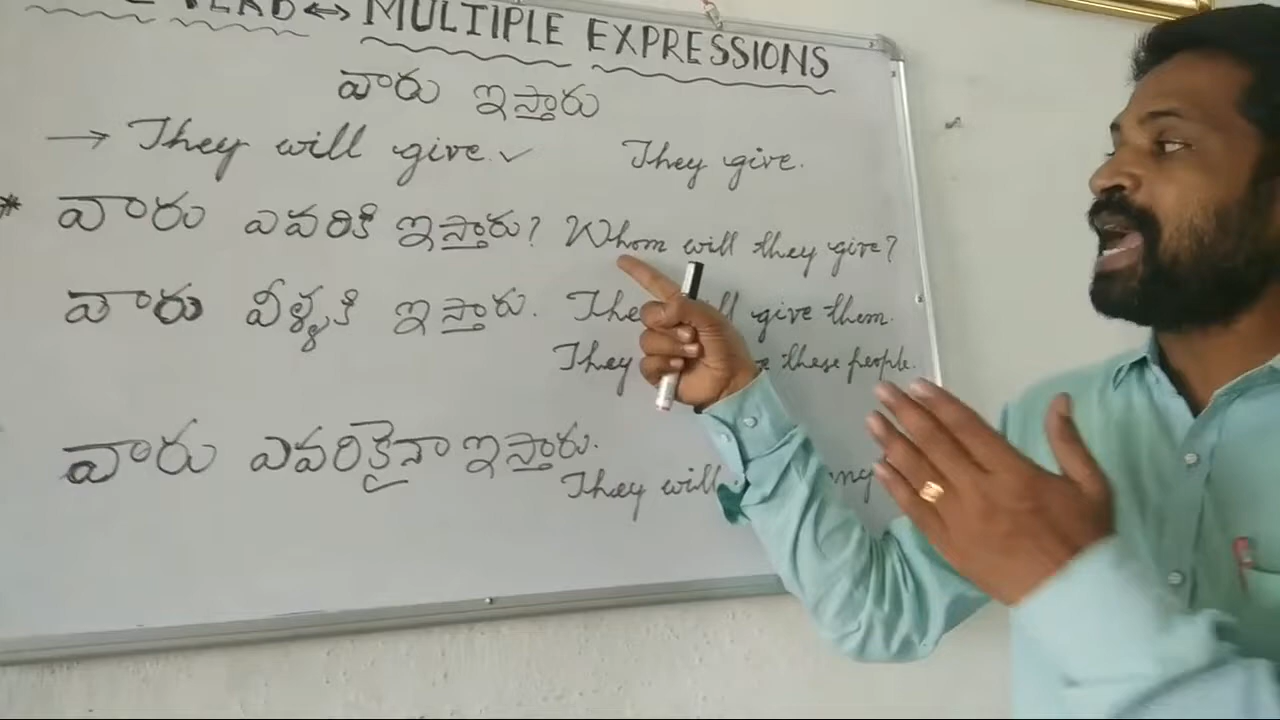 VERB ↔ MULTIPLE EXPRESSIONS
వారు ఇస్తారు
→ They will give ✓ They give.
* వారు ఎవరికి ఇస్తారు? Whom will they give?
వారు వీళ్ళకి ఇస్తారు. give them.
They these people.
వారు ఎవరికైనా ఇస్తారు.
They will